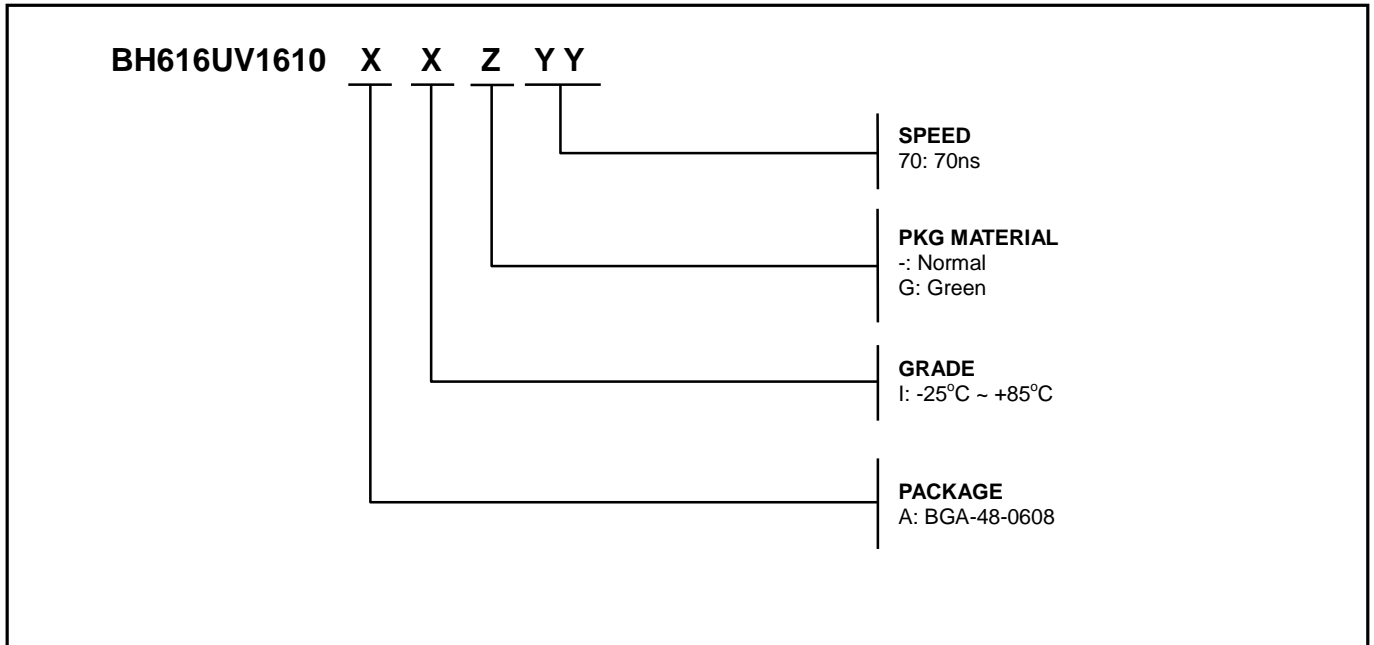 BH616UV1610 X X Z Y Y
SPEED
70: 70ns
PKG MATERIAL
-: Normal
G: Green
GRADE
I: -25°C ~ +85°C
PACKAGE
A: BGA-48-0608